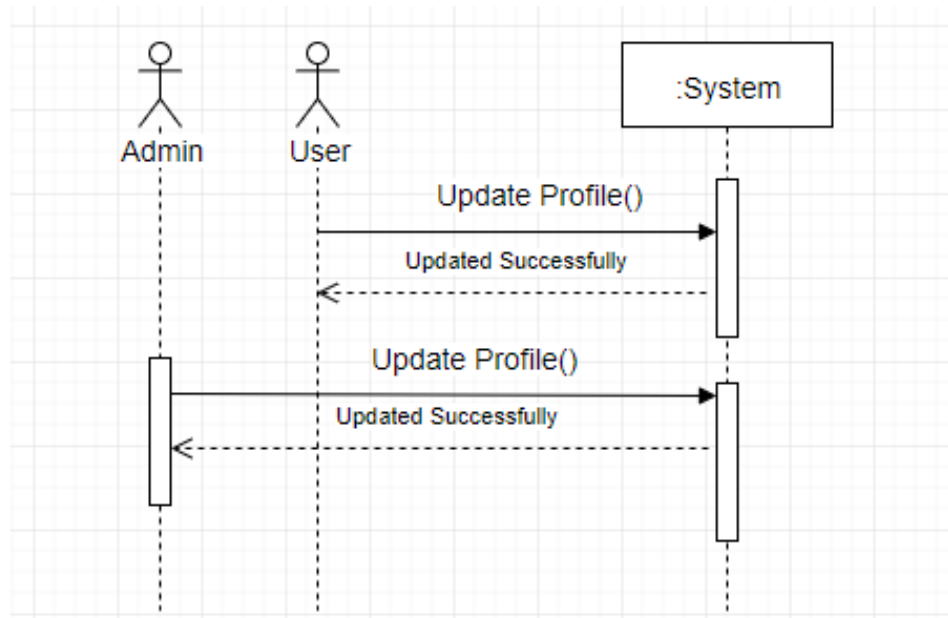 :System
Admin
User
Update Profile()
Updated Successfully
Update Profile()
Updated Successfully